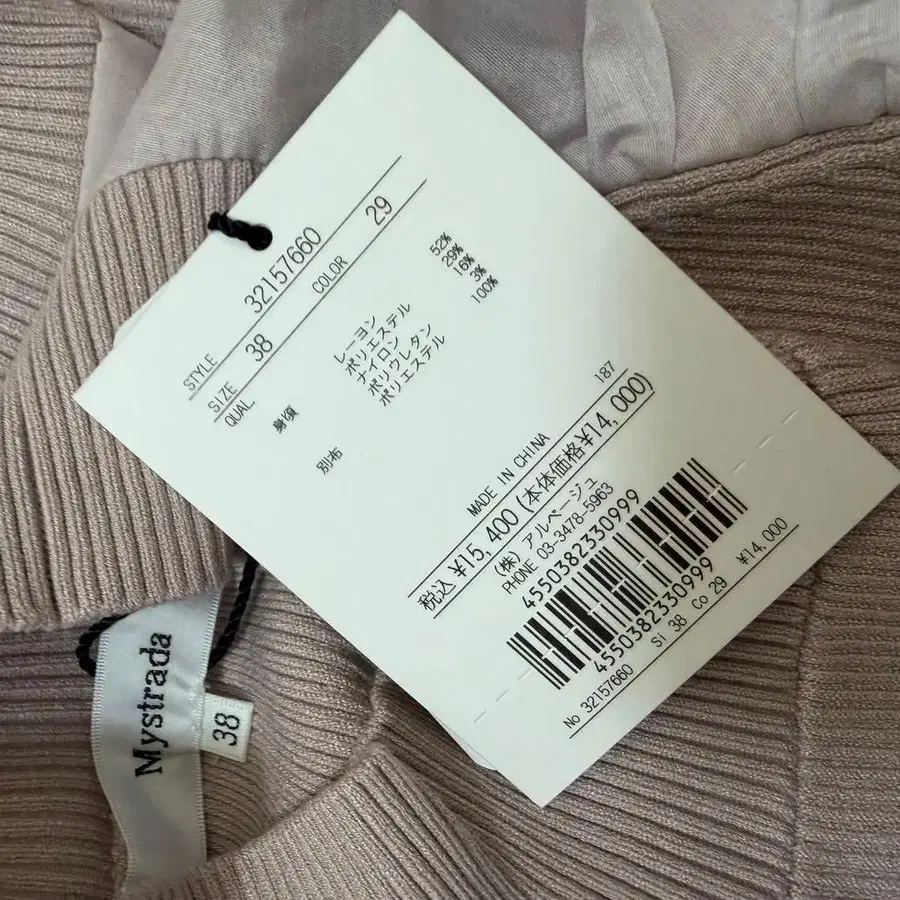 STYLE 32157660
SIZE 38 COLOR 29
QUAL
身頃 レーヨン 52%
ポリエステル 29%
ナイロン 16%
ポリウレタン 3%
別布 ポリエステル 100%
187
MADE IN CHINA
税込 ¥15,400 (本体価格¥14,000)
(株) アルページュ
PHONE 03-3478-5963
4550382330999
4550382330999
No 32157660 Si 38 Co 29 ¥14,000
Mystrada
38